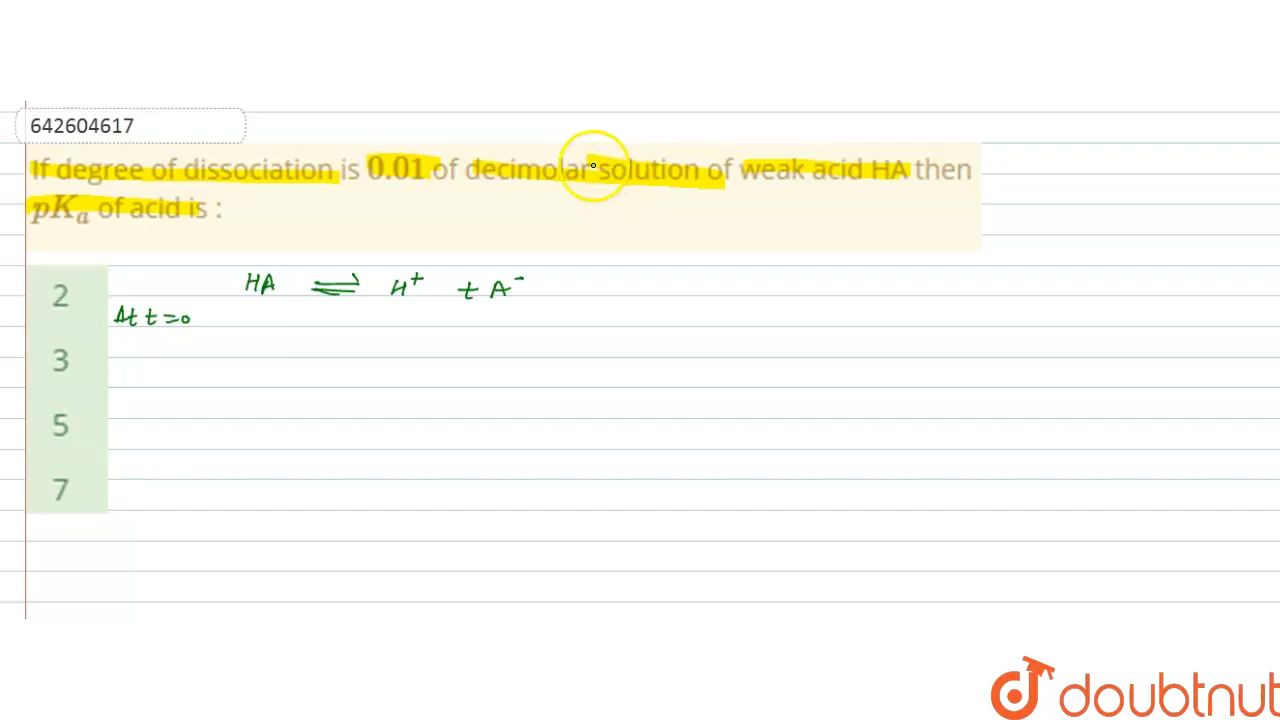 642604617
If degree of dissociation is 0.01 of decimolar solution of weak acid HA then
pKₐ of acid is :
HA ⇌ H⁺ + A⁻
2
At t = 0
3
5
7
doubtnut